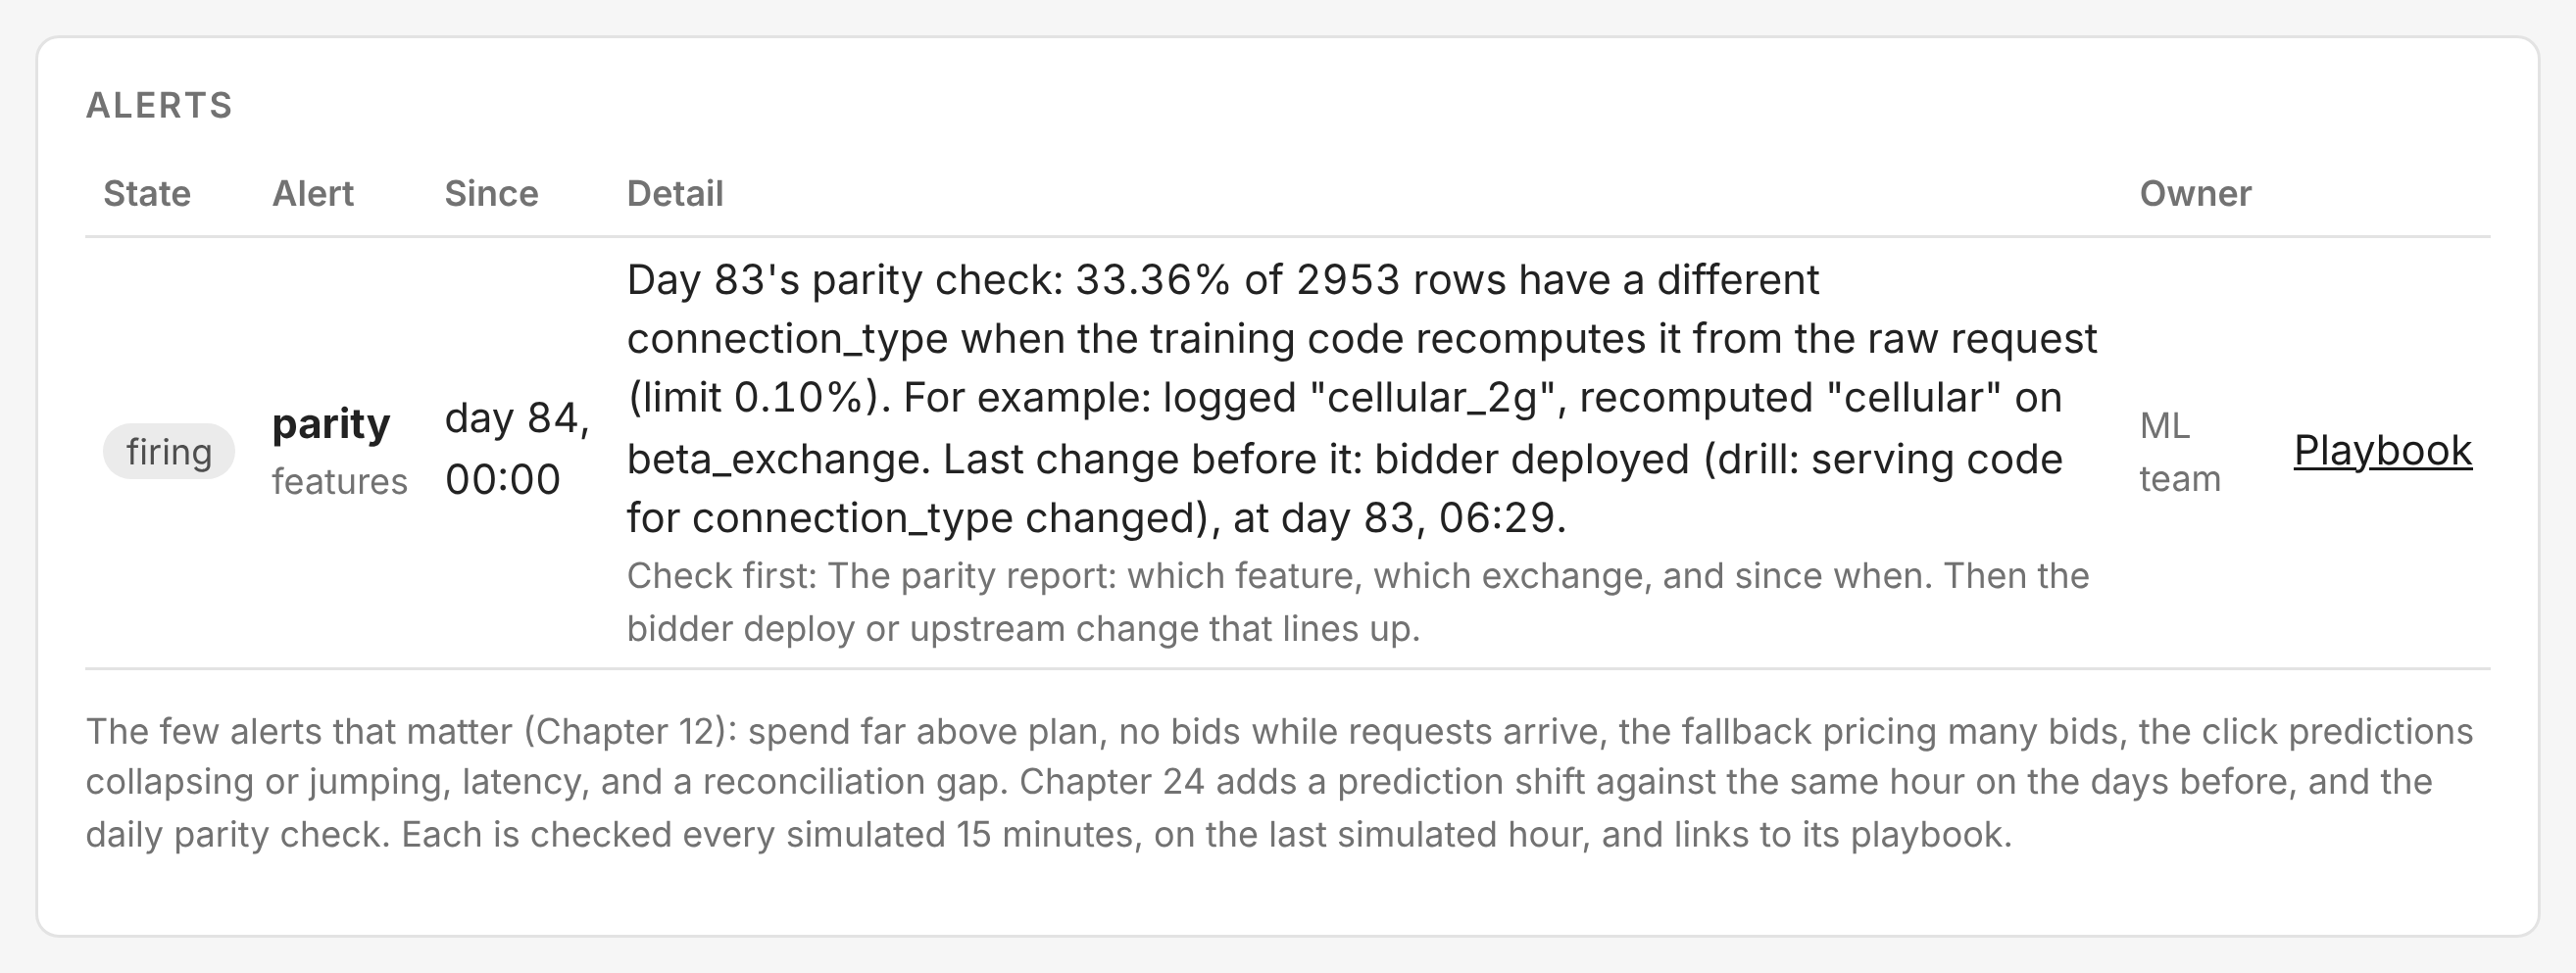 ALERTS
State Alert Since Detail Owner
firing
parity
features
day 84,
00:00
Day 83's parity check: 33.36% of 2953 rows have a different
connection_type when the training code recomputes it from the raw request
(limit 0.10%). For example: logged "cellular_2g", recomputed "cellular" on
beta_exchange. Last change before it: bidder deployed (drill: serving code
for connection_type changed), at day 83, 06:29.
Check first: The parity report: which feature, which exchange, and since when. Then the
bidder deploy or upstream change that lines up.
ML
team
Playbook
The few alerts that matter (Chapter 12): spend far above plan, no bids while requests arrive, the fallback pricing many bids, the click predictions
collapsing or jumping, latency, and a reconciliation gap. Chapter 24 adds a prediction shift against the same hour on the days before, and the
daily parity check. Each is checked every simulated 15 minutes, on the last simulated hour, and links to its playbook.